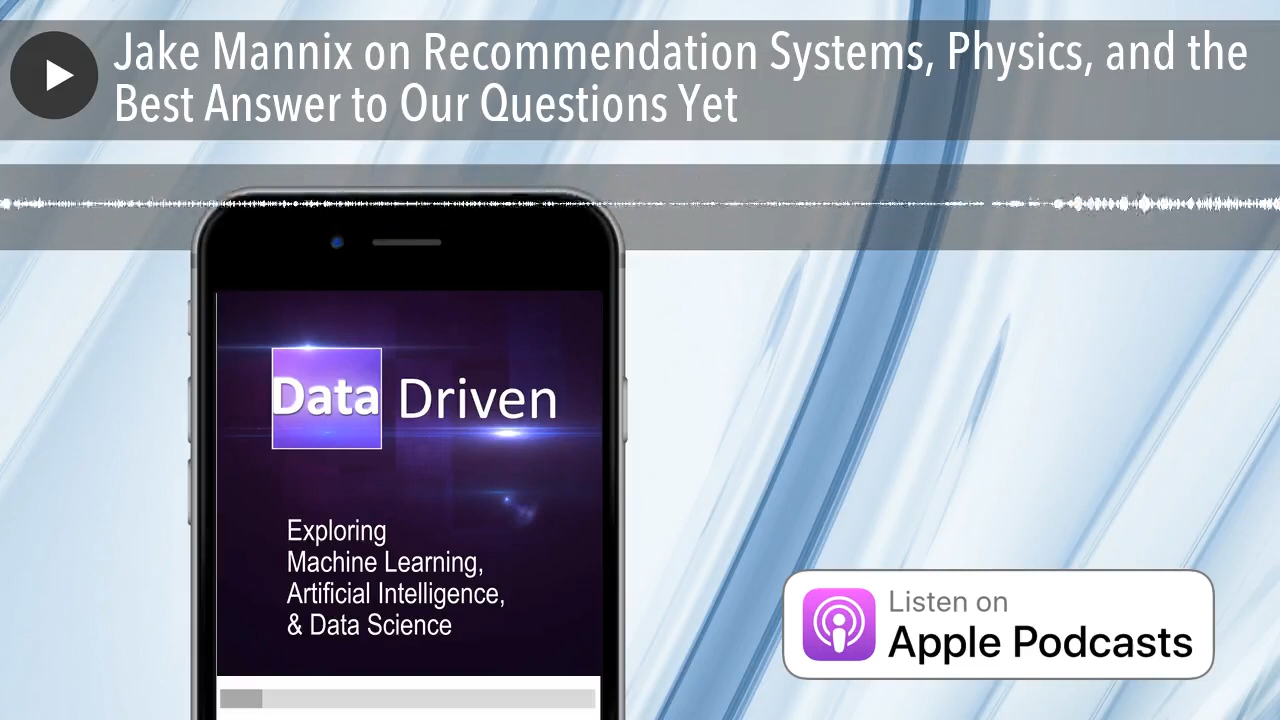 Jake Mannix on Recommendation Systems, Physics, and the
Best Answer to Our Questions Yet
Data Driven
Exploring
Machine Learning,
Artificial Intelligence,
& Data Science
Listen on
Apple Podcasts